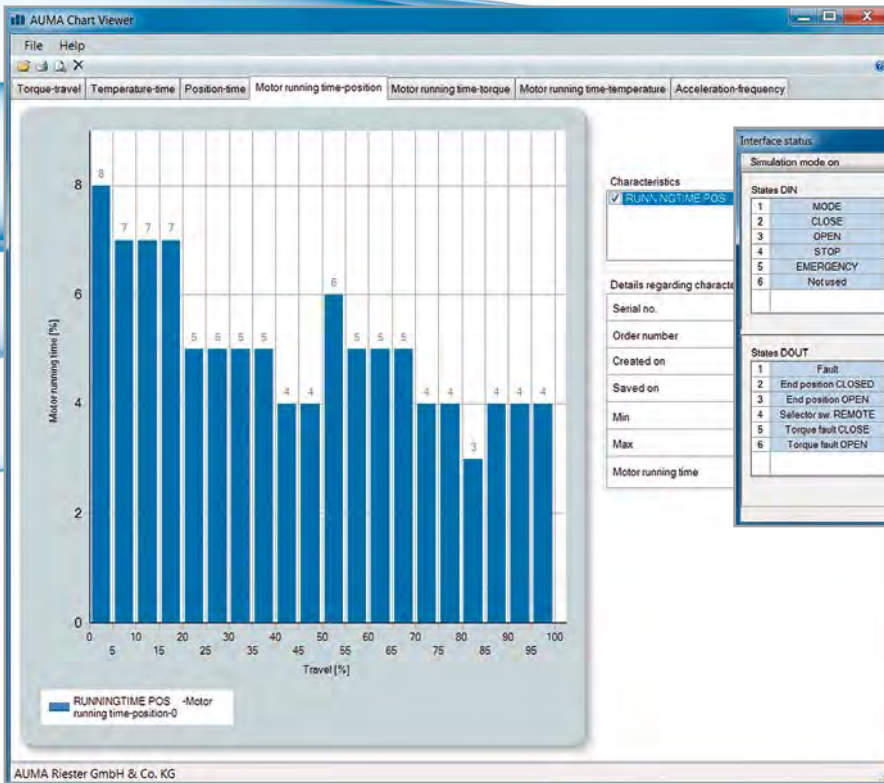 AUMA Chart Viewer
File Help
Torque-travel Temperature-time Position-time Motor running time-position Motor running time-torque Motor running time-temperature Acceleration-frequency
Motor running time [%]
8
6
4
2
0
8 7 7 7 5 5 5 5 4 4 6 5 5 5 4 4 3 4 4 4
0 10 20 30 40 50 60 70 80 90 100
5 15 25 35 45 55 65 75 85 95
Travel [%]
RUNNINGTIME POS -Motor
running time-position-0
Characteristics
RUNNINGTIME POS
Details regarding characte
Serial no.
Order number
Created on
Saved on
Min
Max
Motor running time
Interface status
Simulation mode on
States DIN
1 MODE
2 CLOSE
3 OPEN
4 STOP
5 EMERGENCY
6 Not used
States DOUT
1 Fault
2 End position CLOSED
3 End position OPEN
4 Selector sw. REMOTE
5 Torque fault CLOSE
6 Torque fault OPEN
AUMA Riester GmbH & Co. KG